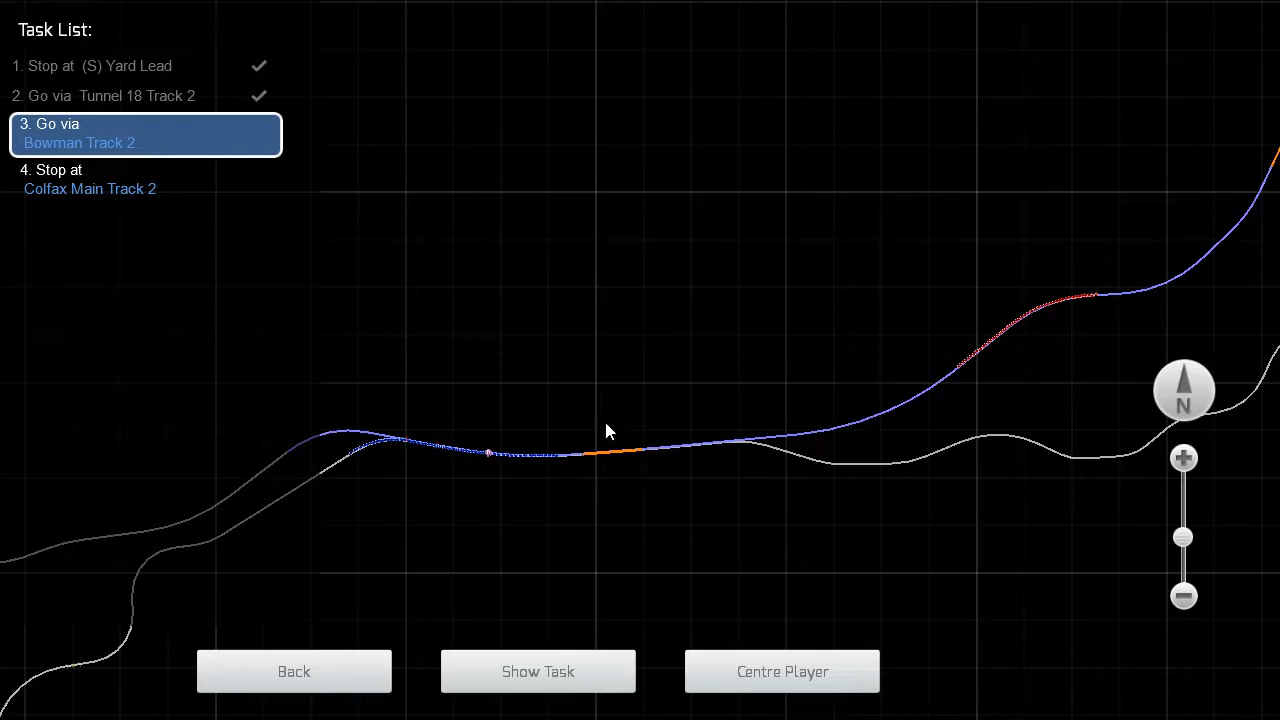 Task List:
1. Stop at (S) Yard Lead
2. Go via Tunnel 18 Track 2
3. Go via
Bowman Track 2
4. Stop at
Colfax Main Track 2
N
Back
Show Task
Centre Player